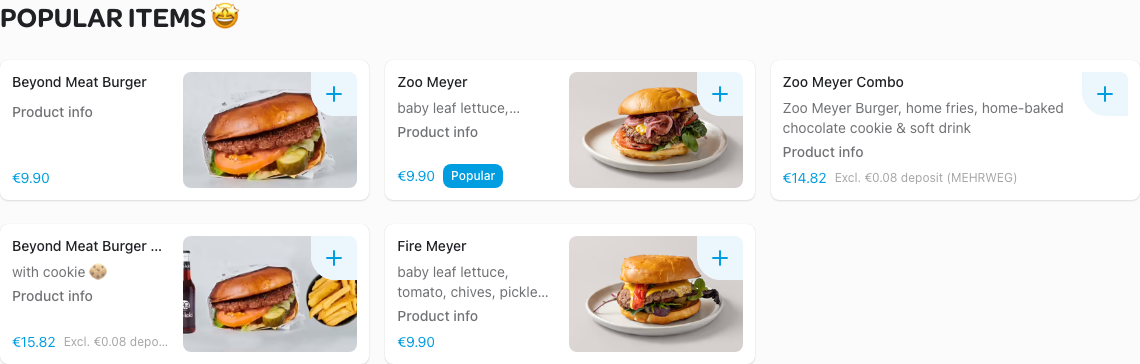 POPULAR ITEMS 🤩
Beyond Meat Burger
Product info
€9.90
Zoo Meyer
baby leaf lettuce,...
Product info
€9.90 Popular
Zoo Meyer Combo
Zoo Meyer Burger, home fries, home-baked
chocolate cookie & soft drink
Product info
€14.82 Excl. €0.08 deposit (MEHRWEG)
Beyond Meat Burger ...
with cookie 🍪
Product info
€15.82 Excl. €0.08 depo...
Fire Meyer
baby leaf lettuce,
tomato, chives, pickle...
Product info
€9.90